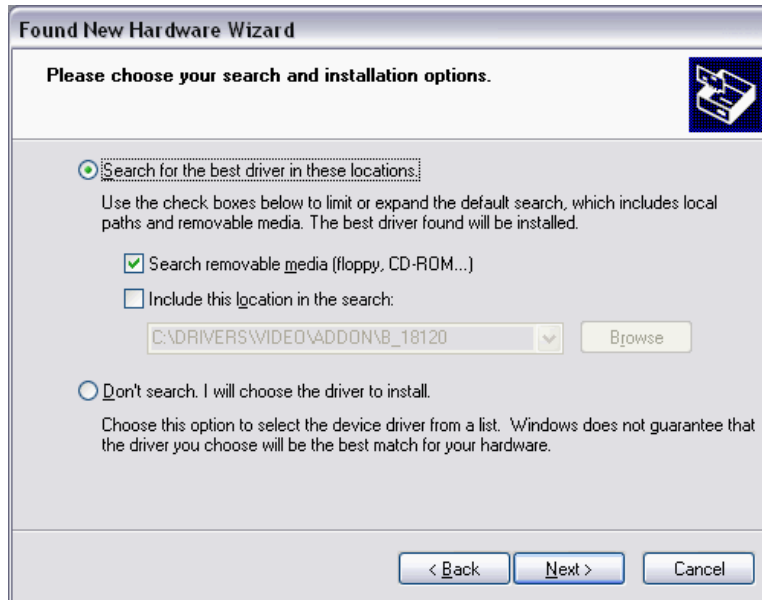 Found New Hardware Wizard
Please choose your search and installation options.
Search for the best driver in these locations.
Use the check boxes below to limit or expand the default search, which includes local
paths and removable media. The best driver found will be installed.
Search removable media (floppy, CD-ROM...)
Include this location in the search:
C:\DRIVERS\VIDEO\ADDON\B_18120
Browse
Don't search. I will choose the driver to install.
Choose this option to select the device driver from a list.  Windows does not guarantee that
the driver you choose will be the best match for your hardware.
< Back
Next >
Cancel